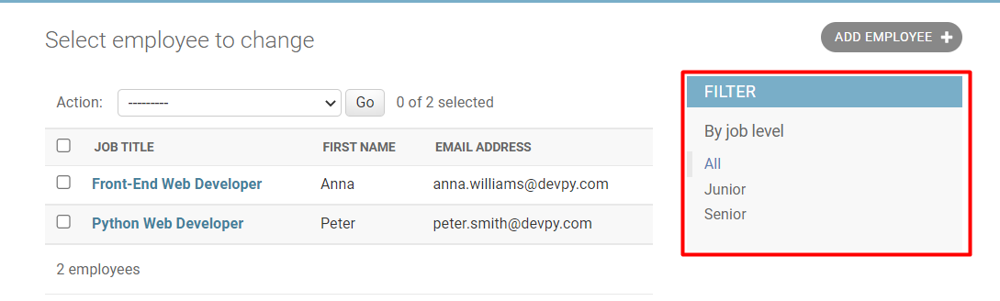 Select employee to change
ADD EMPLOYEE +
Action: --------- Go 0 of 2 selected
JOB TITLE FIRST NAME EMAIL ADDRESS
Front-End Web Developer Anna anna.williams@devpy.com
Python Web Developer Peter peter.smith@devpy.com
2 employees
FILTER
By job level
All
Junior
Senior